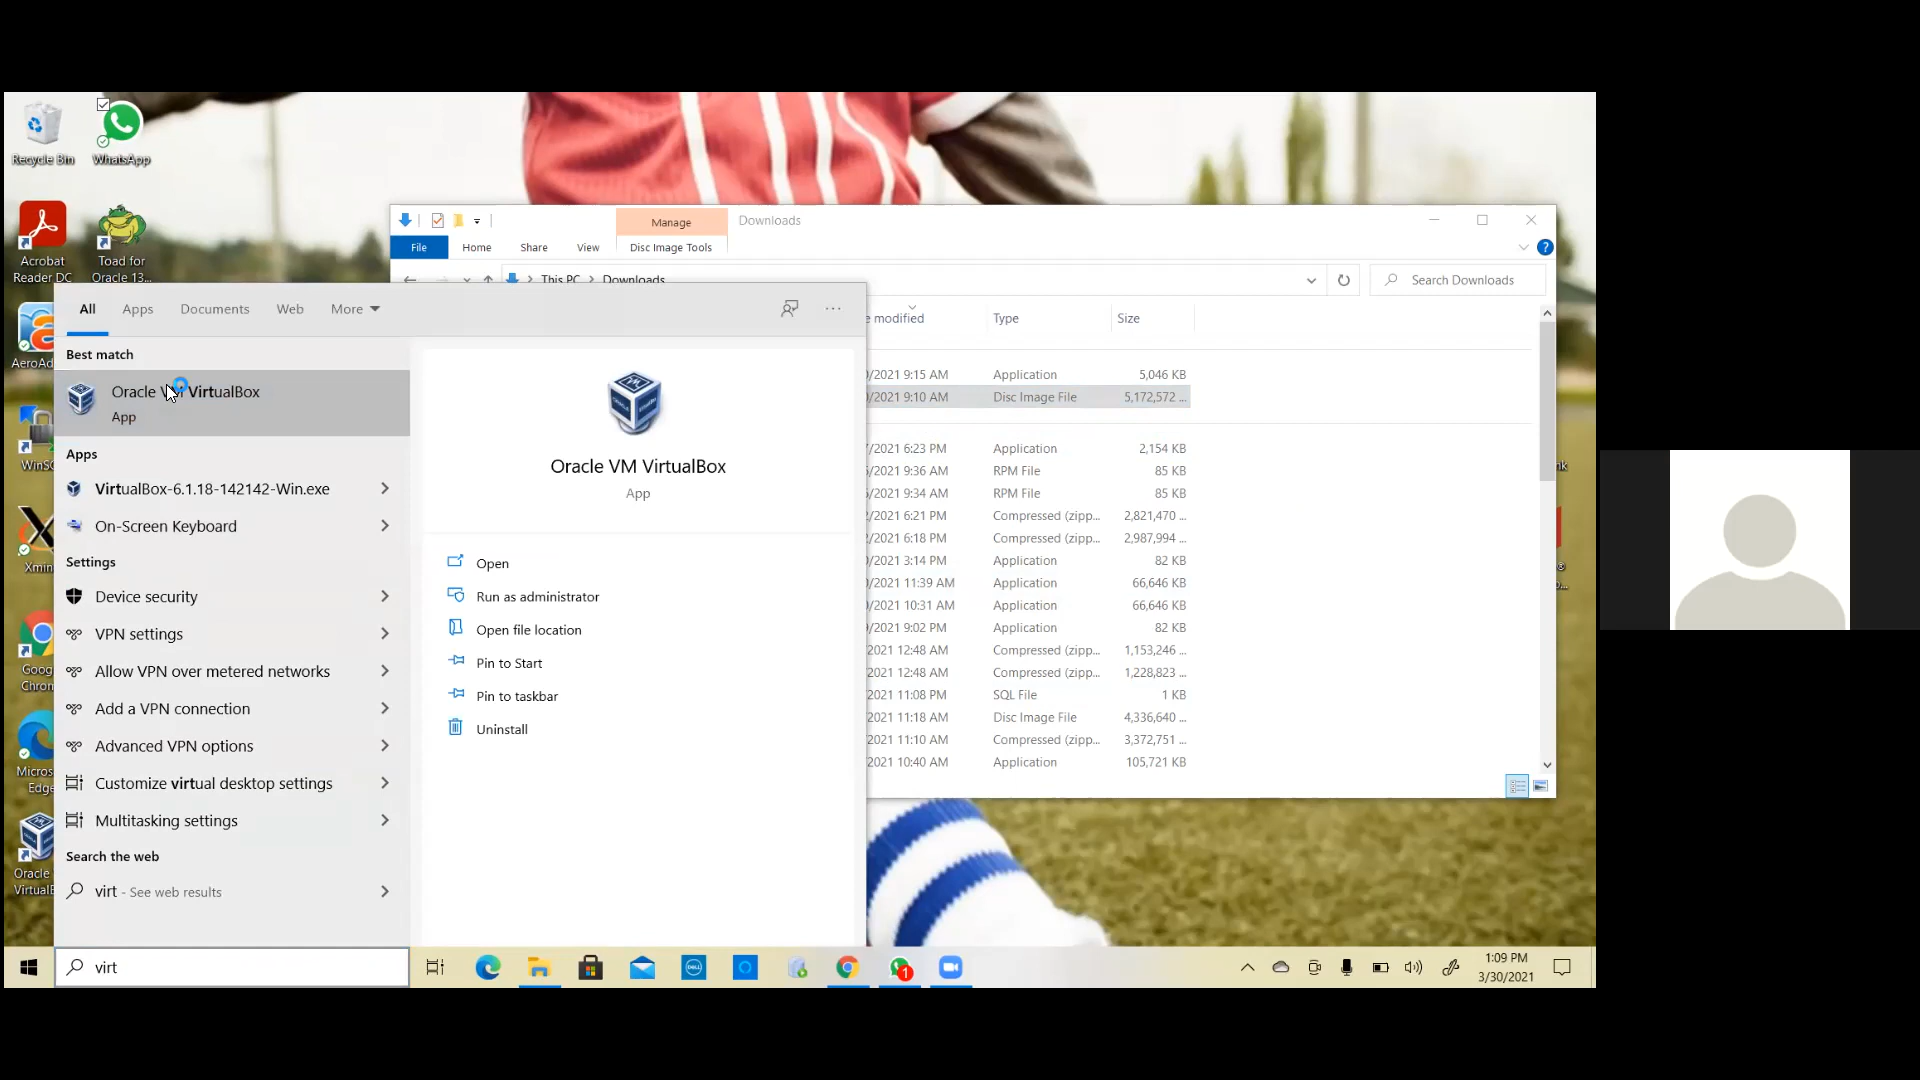 Recycle Bin
WhatsApp
Acrobat
Reader DC
Toad for
Oracle 13...
Manage
Downloads
File
Home
Share
View
Disc Image Tools
This PC
Downloads
Search Downloads
All
Apps
Documents
Web
More
e modified
Type
Size
Best match
Oracle VM VirtualBox
App
Apps
VirtualBox-6.1.18-142142-Win.exe
On-Screen Keyboard
Settings
Device security
VPN settings
Allow VPN over metered networks
Add a VPN connection
Advanced VPN options
Customize virtual desktop settings
Multitasking settings
Search the web
virt - See web results
Oracle VM VirtualBox
App
Open
Run as administrator
Open file location
Pin to Start
Pin to taskbar
Uninstall
/2021 9:15 AM Application 5,046 KB
/2021 9:10 AM Disc Image File 5,172,572 ...
/2021 6:23 PM Application 2,154 KB
/2021 9:36 AM RPM File 85 KB
/2021 9:34 AM RPM File 85 KB
/2021 6:21 PM Compressed (zipp... 2,821,470 ...
/2021 6:18 PM Compressed (zipp... 2,987,994 ...
/2021 3:14 PM Application 82 KB
/2021 11:39 AM Application 66,646 KB
/2021 10:31 AM Application 66,646 KB
/2021 9:02 PM Application 82 KB
2021 12:48 AM Compressed (zipp... 1,153,246 ...
2021 12:48 AM Compressed (zipp... 1,228,823 ...
2021 11:08 PM SQL File 1 KB
2021 11:18 AM Disc Image File 4,336,640 ...
2021 11:10 AM Compressed (zipp... 3,372,751 ...
2021 10:40 AM Application 105,721 KB
AeroAd
WinSC
Xmin
Goog
Chron
Micros
Edge
Oracle
VirtualB
virt
DELL
1
1:09 PM
3/30/2021